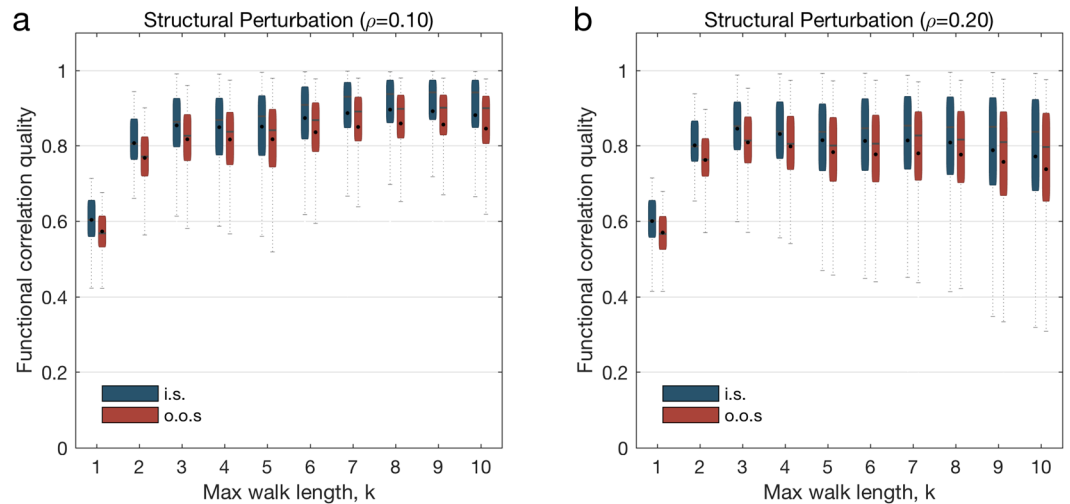 a
Structural Perturbation (ρ=0.10)
Functional correlation quality
1
0.8
0.6
0.4
0.2
0
i.s.
o.o.s
1 2 3 4 5 6 7 8 9 10
Max walk length, k
b
Structural Perturbation (ρ=0.20)
Functional correlation quality
1
0.8
0.6
0.4
0.2
0
i.s.
o.o.s
1 2 3 4 5 6 7 8 9 10
Max walk length, k